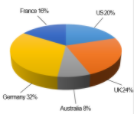 France 16%
US 20%
UK 24%
Australia 8%
Germany 32%